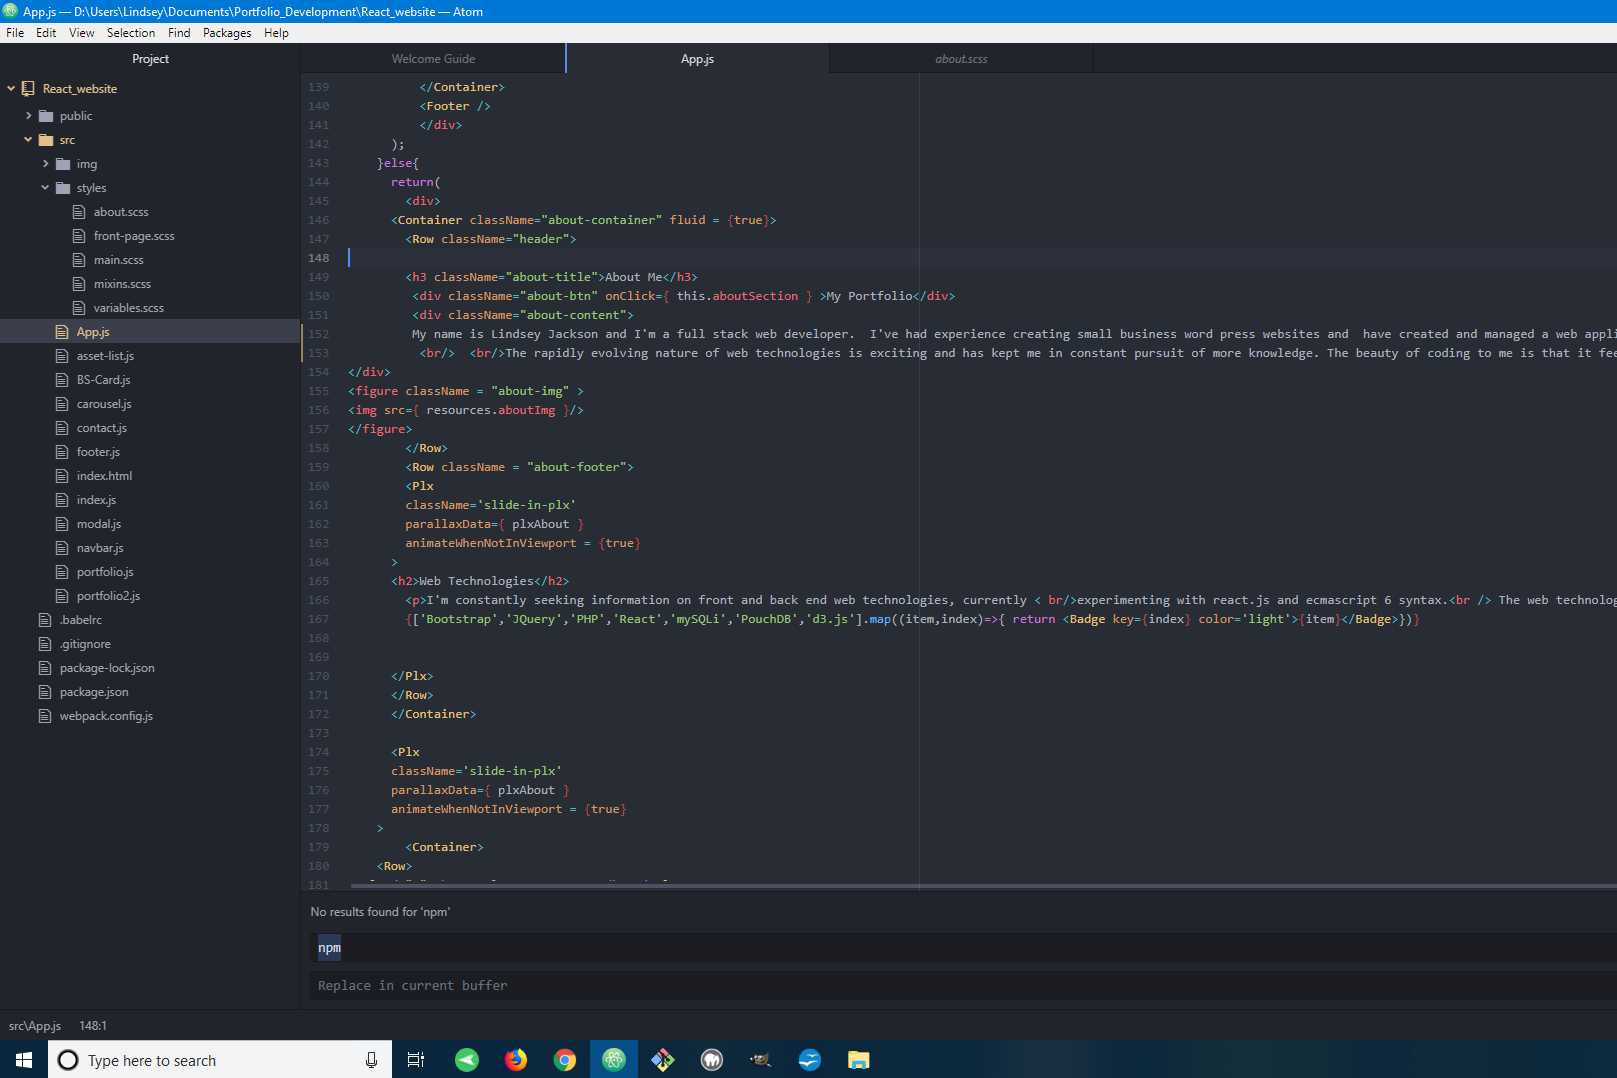 App.js — D:\Users\Lindsey\Documents\Portfolio_Development\React_website — Atom
File Edit View Selection Find Packages Help
Project
React_website
public
src
img
styles
about.scss
front-page.scss
main.scss
mixins.scss
variables.scss
App.js
asset-list.js
BS-Card.js
carousel.js
contact.js
footer.js
index.html
index.js
modal.js
navbar.js
portfolio.js
portfolio2.js
.babelrc
.gitignore
package-lock.json
package.json
webpack.config.js
Welcome Guide App.js about.scss
139 </Container>
140 <Footer />
141 </div>
142 );
143 }else{
144 return(
145 <div>
146 <Container className="about-container" fluid = {true}>
147 <Row className="header">
148
149 <h3 className="about-title">About Me</h3>
150 <div className="about-btn" onClick={ this.aboutSection } >My Portfolio</div>
151 <div className="about-content">
152 My name is Lindsey Jackson and I'm a full stack web developer.  I've had experience creating small business word press websites and  have created and managed a web appli
153 <br/>  <br/>The rapidly evolving nature of web technologies is exciting and has kept me in constant pursuit of more knowledge. The beauty of coding to me is that it fee
154 </div>
155 <figure className = "about-img" >
156 <img src={ resources.aboutImg }/>
157 </figure>
158 </Row>
159 <Row className = "about-footer">
160 <Plx
161 className='slide-in-plx'
162 parallaxData={ plxAbout }
163 animateWhenNotInViewport = {true}
164 >
165 <h2>Web Technologies</h2>
166 <p>I'm constantly seeking information on front and back end web technologies, currently < br/>experimenting with react.js and ecmascript 6 syntax.<br /> The web technolog
167 {['Bootstrap','JQuery','PHP','React','mySQLi','PouchDB','d3.js'].map((item,index)=>{ return <Badge key={index} color='light'>{item}</Badge>})}
168
169
170 </Plx>
171 </Row>
172 </Container>
173
174 <Plx
175 className='slide-in-plx'
176 parallaxData={ plxAbout }
177 animateWhenNotInViewport = {true}
178 >
179 <Container>
180 <Row>
181
No results found for 'npm'
npm
Replace in current buffer
src\App.js 148:1
Type here to search